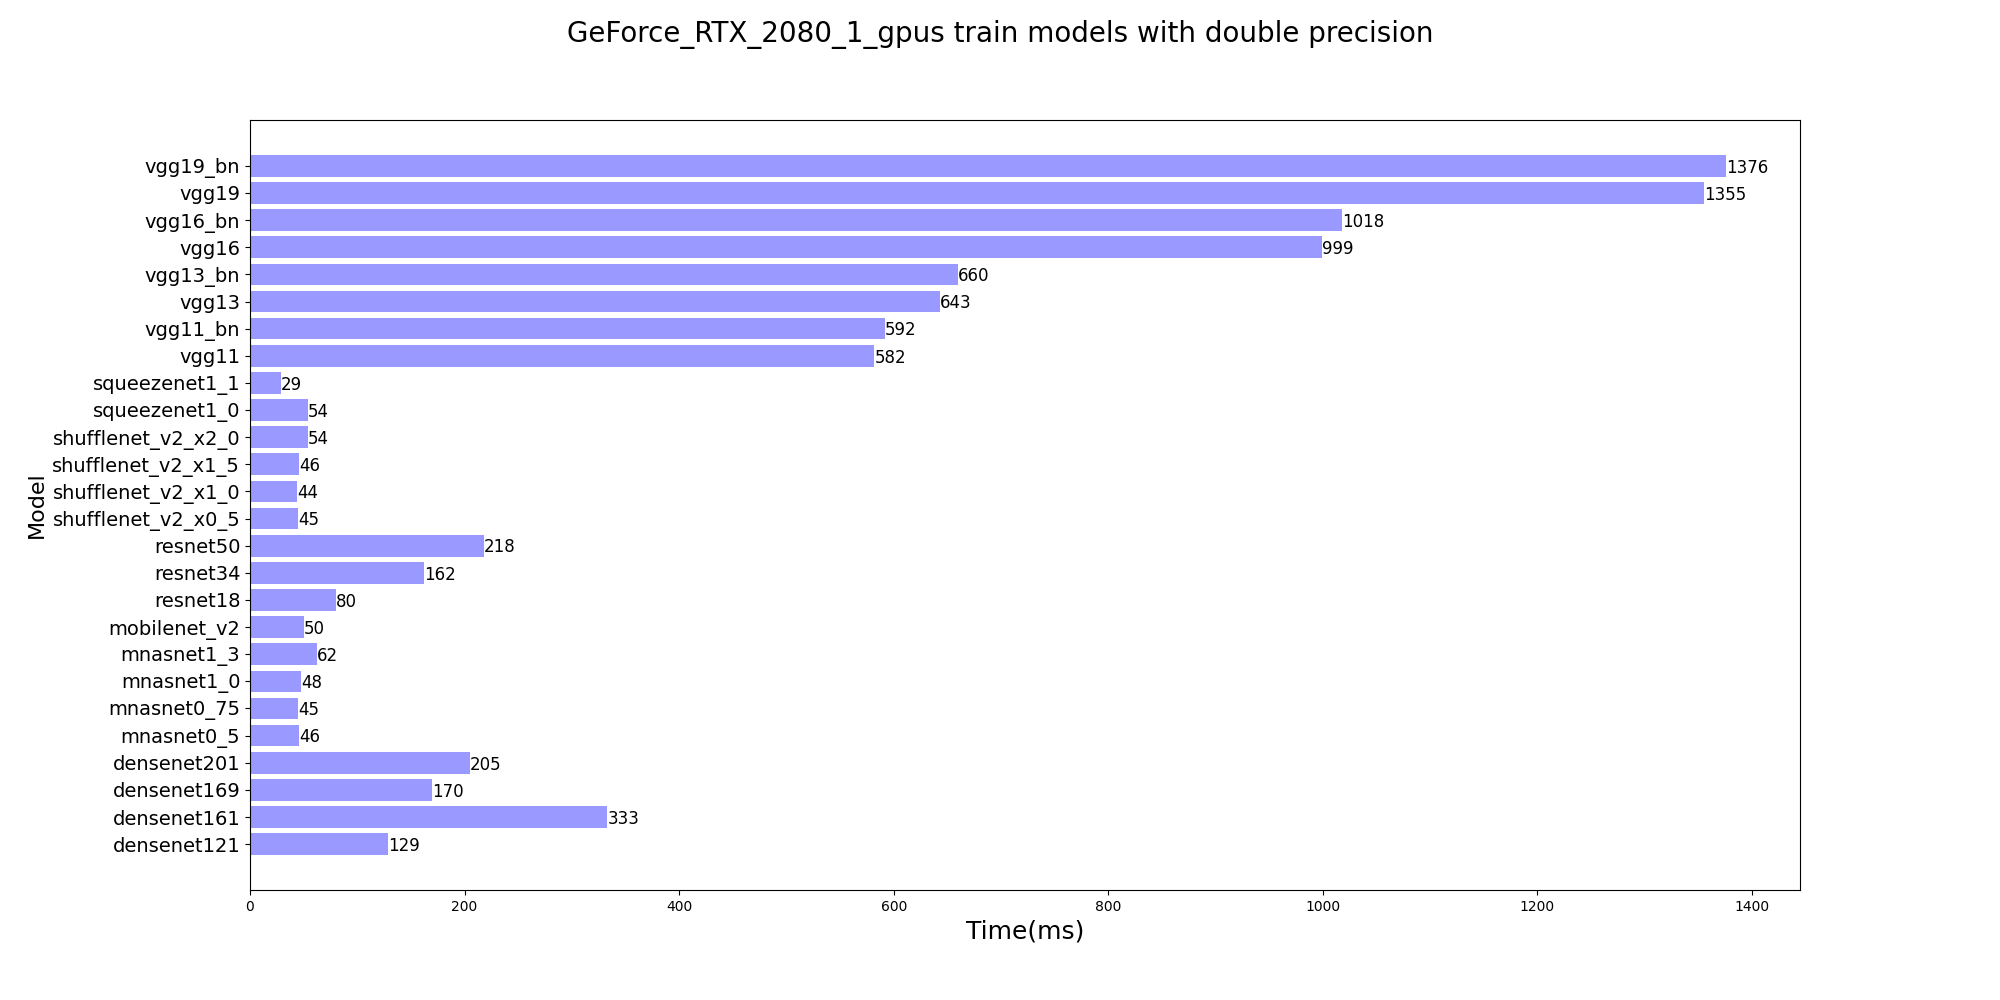 GeForce_RTX_2080_1_gpus train models with double precision
vgg19_bn 1376
vgg19 1355
vgg16_bn 1018
vgg16 999
vgg13_bn 660
vgg13 643
vgg11_bn 592
vgg11 582
squeezenet1_1 29
squeezenet1_0 54
shufflenet_v2_x2_0 54
shufflenet_v2_x1_5 46
shufflenet_v2_x1_0 44
shufflenet_v2_x0_5 45
resnet50 218
resnet34 162
resnet18 80
mobilenet_v2 50
mnasnet1_3 62
mnasnet1_0 48
mnasnet0_75 45
mnasnet0_5 46
densenet201 205
densenet169 170
densenet161 333
densenet121 129
Model
0 200 400 600 800 1000 1200 1400
Time(ms)